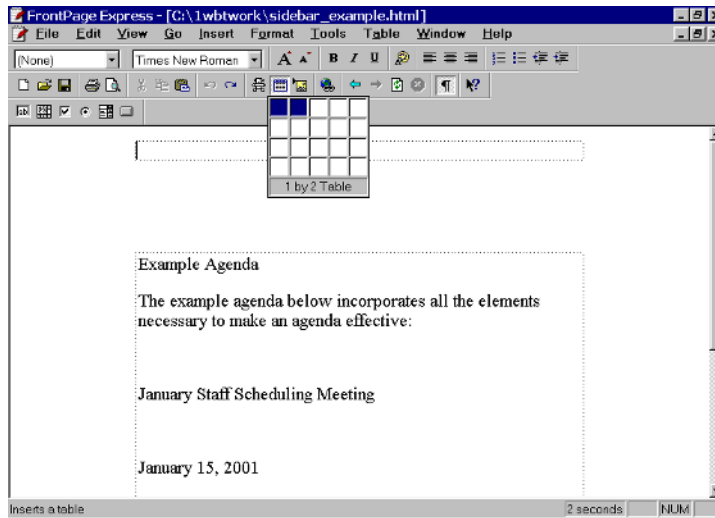 FrontPage Express - [C:\1wbtwork\sidebar_example.html]
File Edit View Go Insert Format Tools Table Window Help
(None) Times New Roman A A B I U
1 by 2 Table
Example Agenda
The example agenda below incorporates all the elements
necessary to make an agenda effective:
January Staff Scheduling Meeting
January 15, 2001
Inserts a table 2 seconds NUM